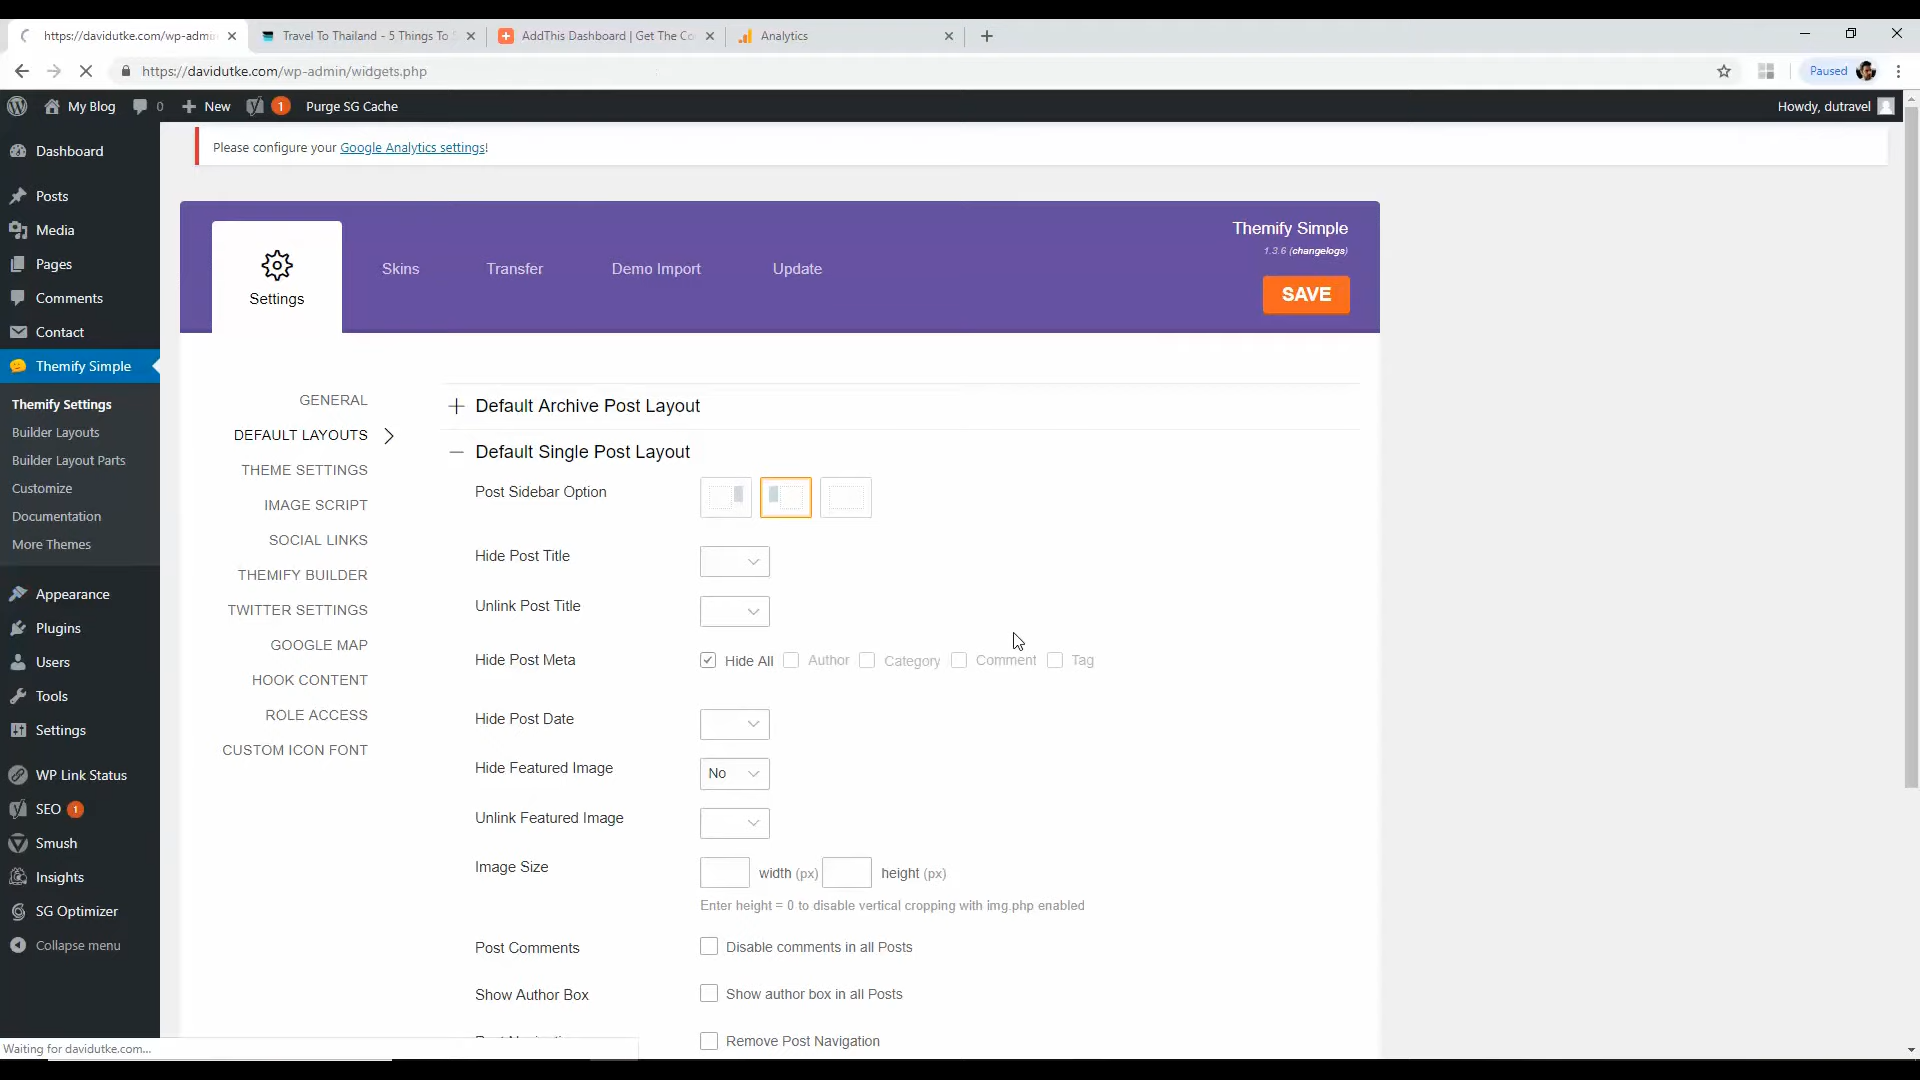 https://davidutke.com/wp-admin
Travel To Thailand - 5 Things To S
AddThis Dashboard | Get The Co
Analytics
https://davidutke.com/wp-admin/widgets.php
Paused
My Blog
0
New
1
Purge SG Cache
Howdy, dutravel
Please configure your Google Analytics settings!
Dashboard
Posts
Media
Pages
Comments
Contact
Themify Simple
Themify Settings
Builder Layouts
Builder Layout Parts
Customize
Documentation
More Themes
Appearance
Plugins
Users
Tools
Settings
WP Link Status
SEO 1
Smush
Insights
SG Optimizer
Collapse menu
Settings
Skins
Transfer
Demo Import
Update
Themify Simple
1.3.6 (changelogs)
SAVE
GENERAL
DEFAULT LAYOUTS
THEME SETTINGS
IMAGE SCRIPT
SOCIAL LINKS
THEMIFY BUILDER
TWITTER SETTINGS
GOOGLE MAP
HOOK CONTENT
ROLE ACCESS
CUSTOM ICON FONT
Default Archive Post Layout
Default Single Post Layout
Post Sidebar Option
Hide Post Title
Unlink Post Title
Hide Post Meta
Hide All Author Category Comment Tag
Hide Post Date
Hide Featured Image
No
Unlink Featured Image
Image Size
width (px) height (px)
Enter height = 0 to disable vertical cropping with img.php enabled
Post Comments
Disable comments in all Posts
Show Author Box
Show author box in all Posts
Remove Post Navigation
Waiting for davidutke.com...